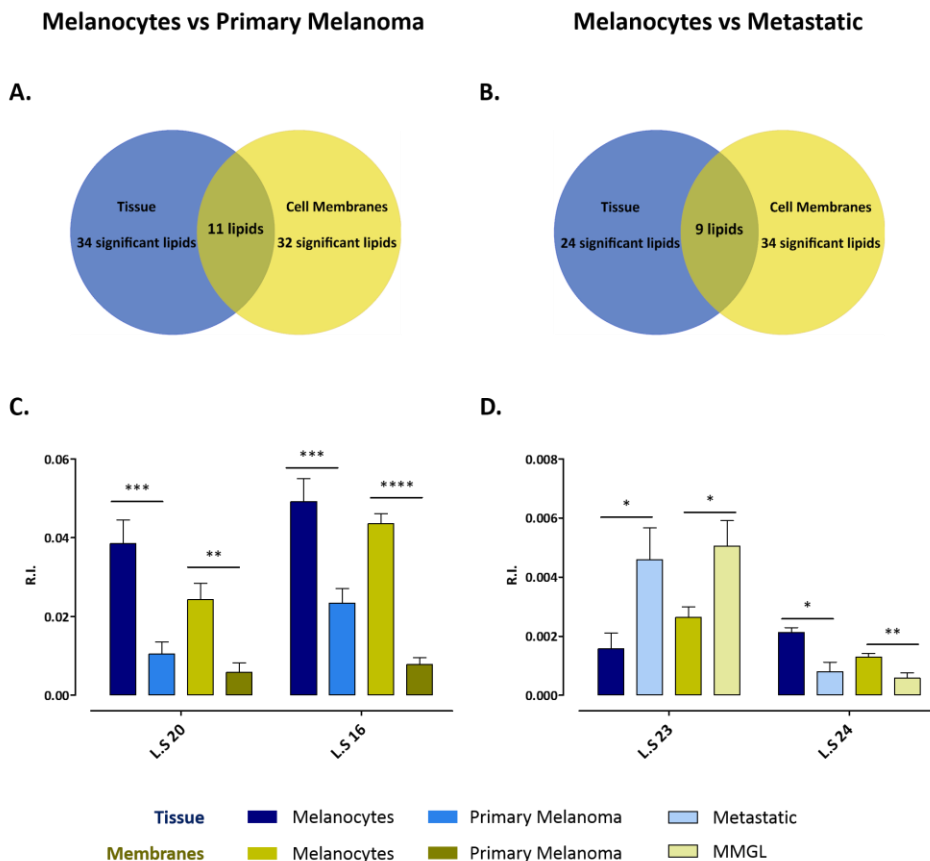 Melanocytes vs Primary Melanoma
Melanocytes vs Metastatic
A.
B.
Tissue
34 significant lipids
11 lipids
Cell Membranes
32 significant lipids
Tissue
24 significant lipids
9 lipids
Cell Membranes
34 significant lipids
C.
D.
R.I.
0.06
0.04
0.02
0.00
***
**
***
****
L.S 20
L.S 16
R.I.
0.008
0.006
0.004
0.002
0.000
*
*
*
**
L.S 23
L.S 24
Tissue Melanocytes Primary Melanoma Metastatic
Membranes Melanocytes Primary Melanoma MMGL